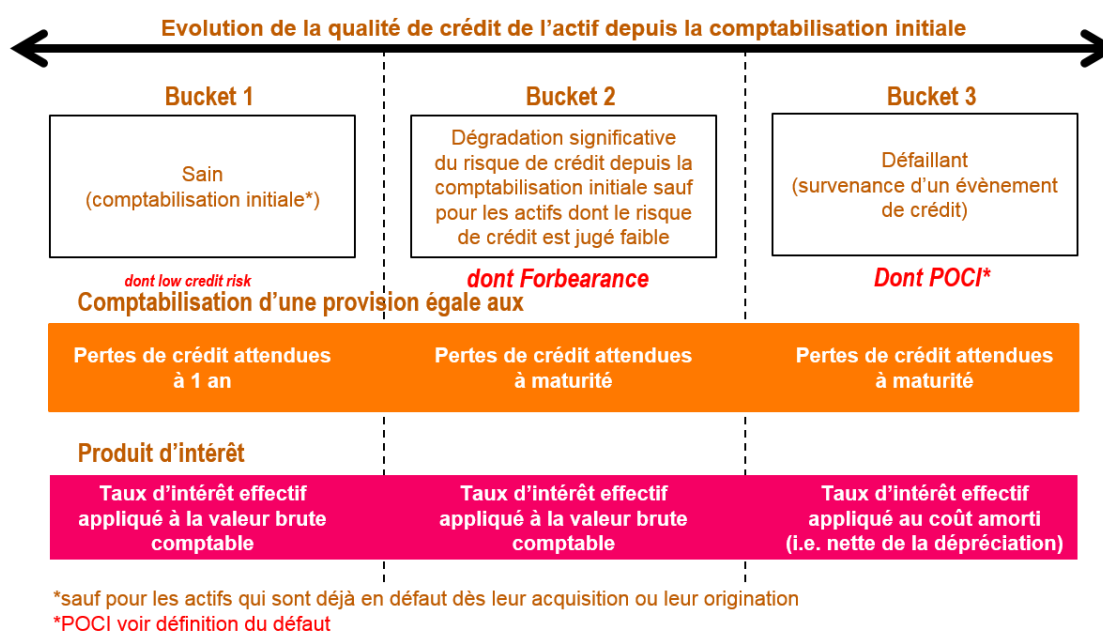 Evolution de la qualité de crédit de l'actif depuis la comptabilisation initiale
Bucket 1
Bucket 2
Bucket 3
Sain
(comptabilisation initiale*)
Dégradation significative
du risque de crédit depuis la
comptabilisation initiale sauf
pour les actifs dont le risque
de crédit est jugé faible
Défaillant
(survenance d'un évènement
de crédit)
dont low credit risk
dont Forbearance
Dont POCI*
Comptabilisation d'une provision égale aux
Pertes de crédit attendues
à 1 an
Pertes de crédit attendues
à maturité
Pertes de crédit attendues
à maturité
Produit d'intérêt
Taux d'intérêt effectif
appliqué à la valeur brute
comptable
Taux d'intérêt effectif
appliqué à la valeur brute
comptable
Taux d'intérêt effectif
appliqué au coût amorti
(i.e. nette de la dépréciation)
*sauf pour les actifs qui sont déjà en défaut dès leur acquisition ou leur origination
*POCI voir définition du défaut